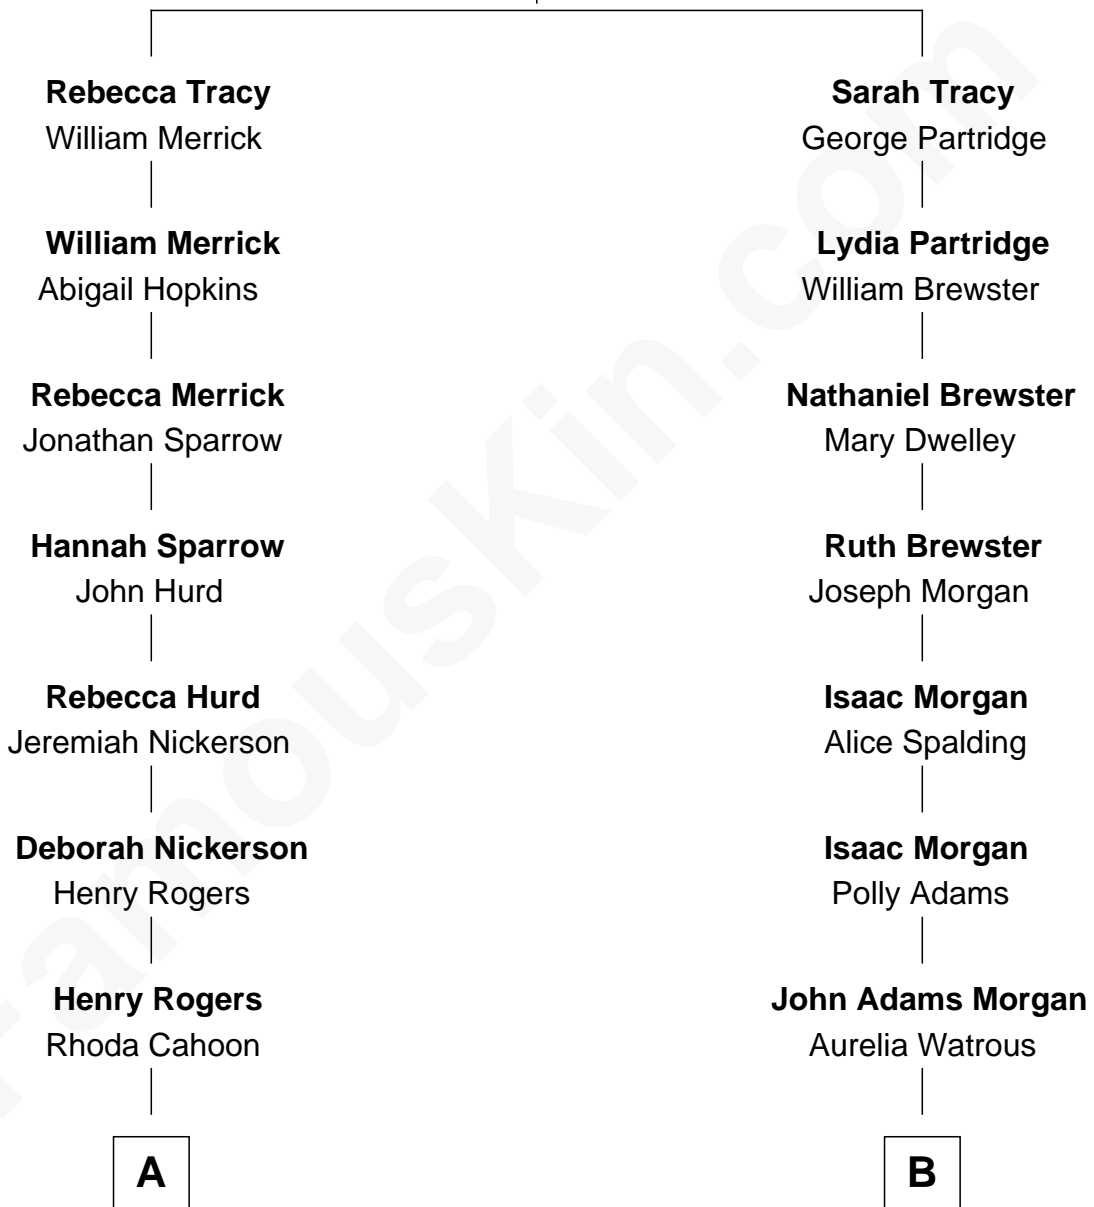 Rebecca Tracy
William Merrick
William Merrick
Abigail Hopkins
Rebecca Merrick
Jonathan Sparrow
Hannah Sparrow
John Hurd
Rebecca Hurd
Jeremiah Nickerson
Deborah Nickerson
Henry Rogers
Henry Rogers
Rhoda Cahoon
A
Sarah Tracy
George Partridge
Lydia Partridge
William Brewster
Nathaniel Brewster
Mary Dwelley
Ruth Brewster
Joseph Morgan
Isaac Morgan
Alice Spalding
Isaac Morgan
Polly Adams
John Adams Morgan
Aurelia Watrous
B
FamousKin.com